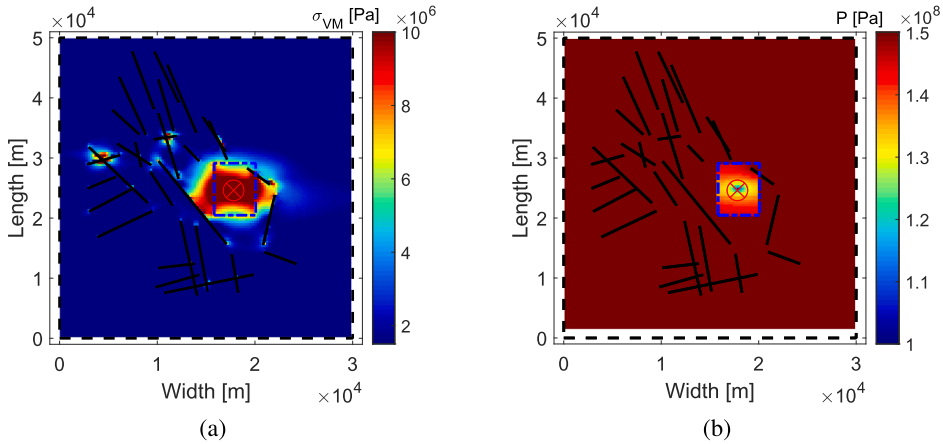 σVM [Pa] ×10⁶
×10⁴
5
4
3
2
1
0
Length [m]
0 1 2 3
Width [m]
×10⁴
10
8
6
4
2
(a)
P [Pa] ×10⁸
×10⁴
5
4
3
2
1
0
Length [m]
0 1 2 3
Width [m]
×10⁴
1.5
1.4
1.3
1.2
1.1
1
(b)